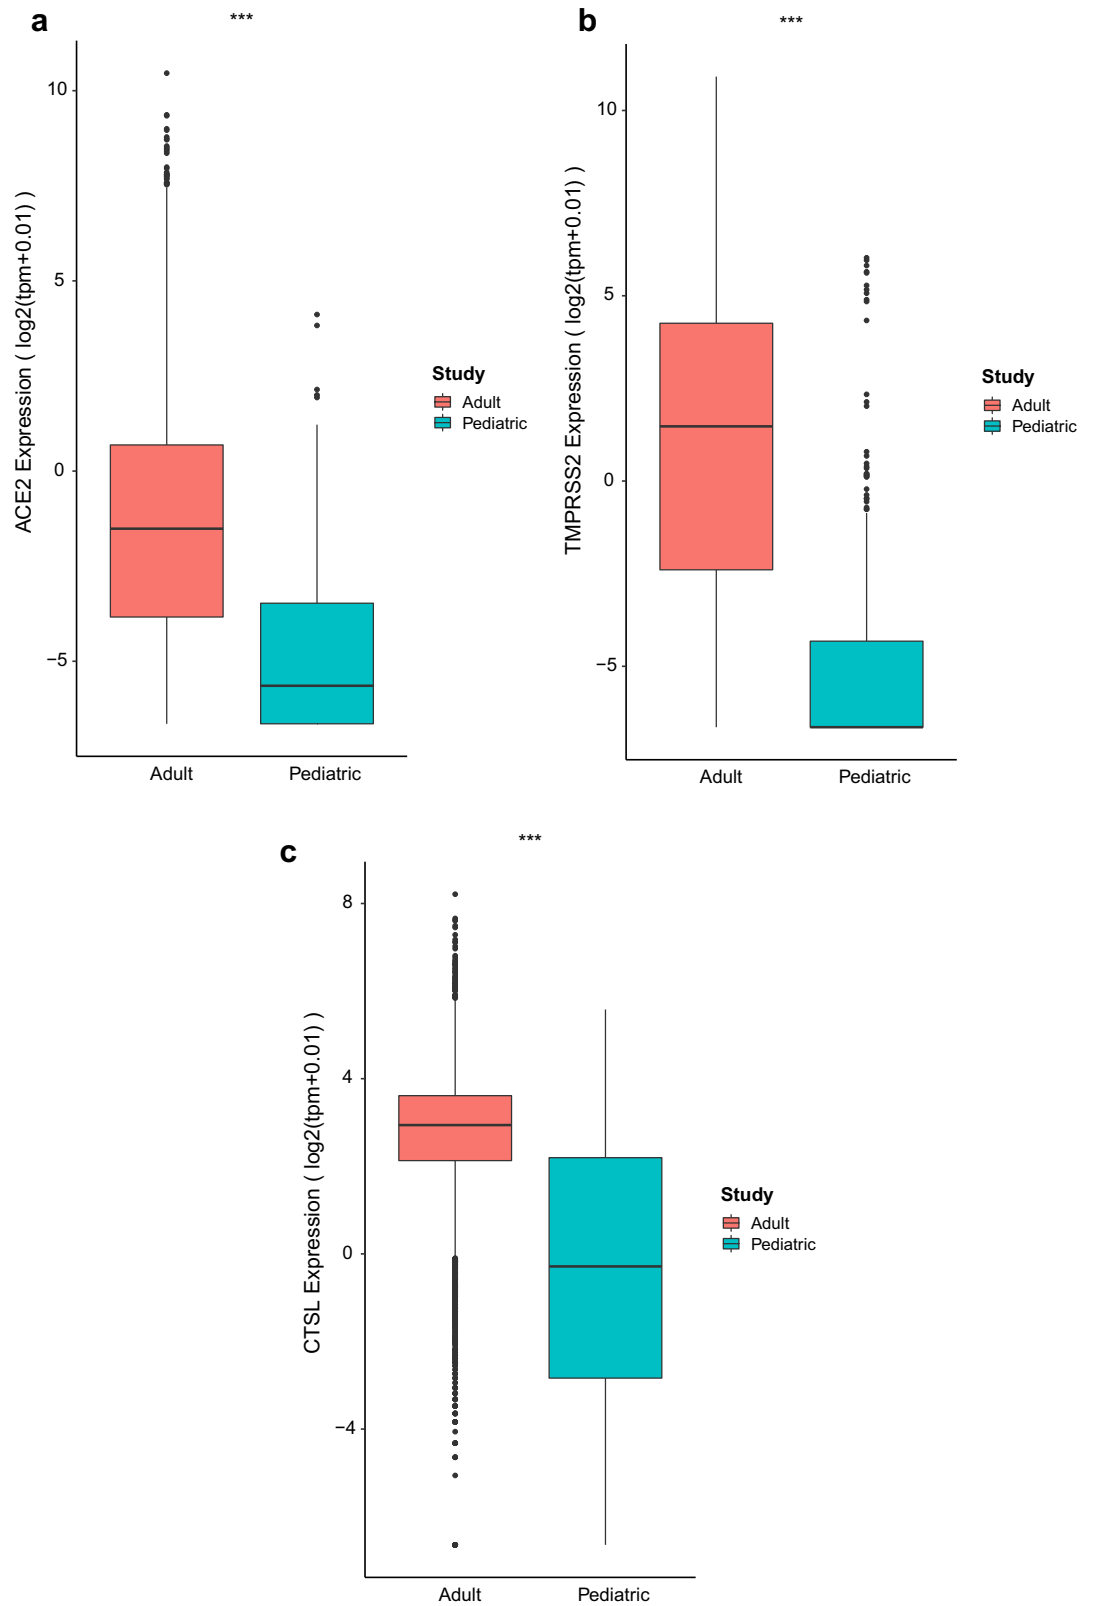 a
***
ACE2 Expression ( log2(tpm+0.01) )
10
5
0
−5
Adult
Pediatric
Study
Adult
Pediatric
b
***
TMPRSS2 Expression ( log2(tpm+0.01) )
10
5
0
−5
Adult
Pediatric
Study
Adult
Pediatric
c
***
CTSL Expression ( log2(tpm+0.01) )
8
4
0
−4
Adult
Pediatric
Study
Adult
Pediatric